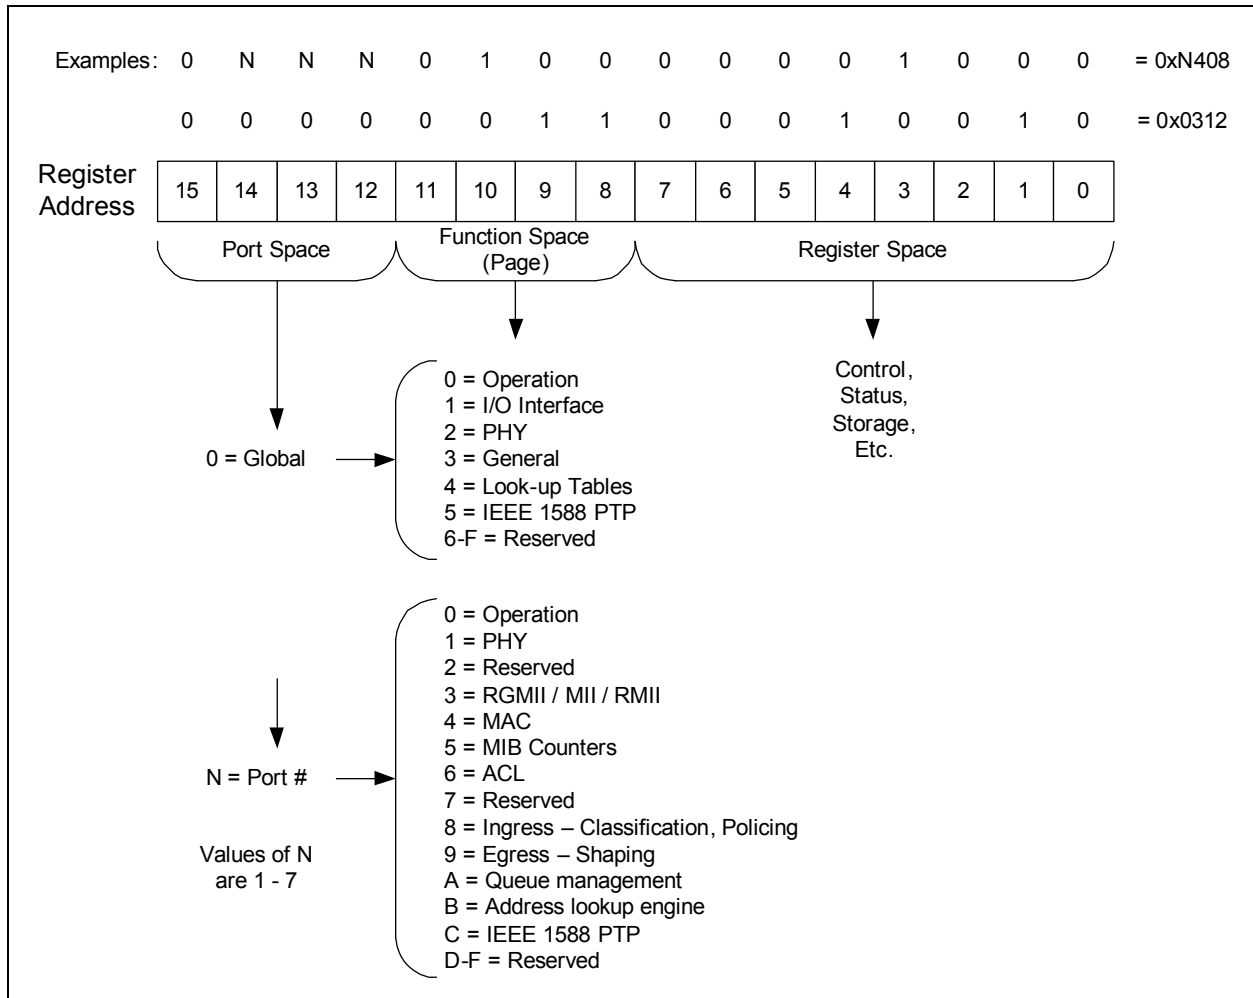 Examples: 0 N N N 0 1 0 0 0 0 0 0 1 0 0 0 = 0xN408
0 0 0 0 0 0 1 1 0 0 0 1 0 0 1 0 = 0x0312
Register
Address
15 14 13 12 11 10 9 8 7 6 5 4 3 2 1 0
Port Space
Function Space
(Page)
Register Space
Control,
Status,
Storage,
Etc.
0 = Global
0 = Operation
1 = I/O Interface
2 = PHY
3 = General
4 = Look-up Tables
5 = IEEE 1588 PTP
6-F = Reserved
N = Port #
Values of N
are 1 - 7
0 = Operation
1 = PHY
2 = Reserved
3 = RGMII / MII / RMII
4 = MAC
5 = MIB Counters
6 = ACL
7 = Reserved
8 = Ingress – Classification, Policing
9 = Egress – Shaping
A = Queue management
B = Address lookup engine
C = IEEE 1588 PTP
D-F = Reserved